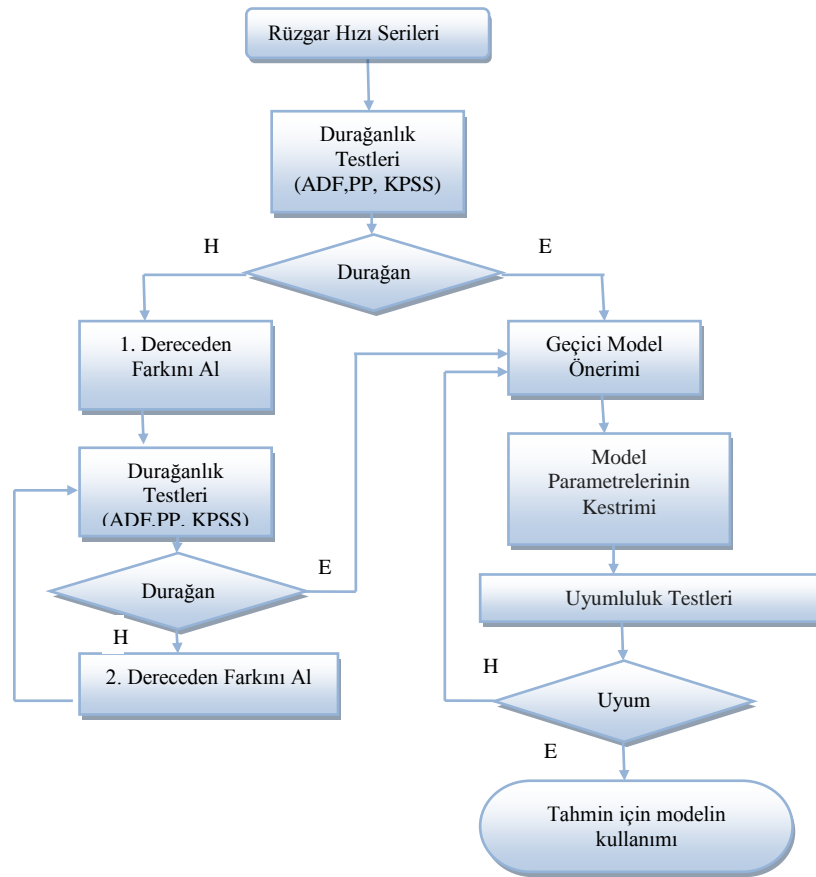 Rüzgar Hızı Serileri
Durağanlık
Testleri
(ADF,PP, KPSS)
H
E
Durağan
1. Dereceden
Farkını Al
Geçici Model
Önerimi
Durağanlık
Testleri
(ADF,PP, KPSS)
Model
Parametrelerinin
Kestrimi
E
Durağan
Uyumluluk Testleri
H
2. Dereceden Farkını Al
H
Uyum
E
Tahmin için modelin
kullanımı